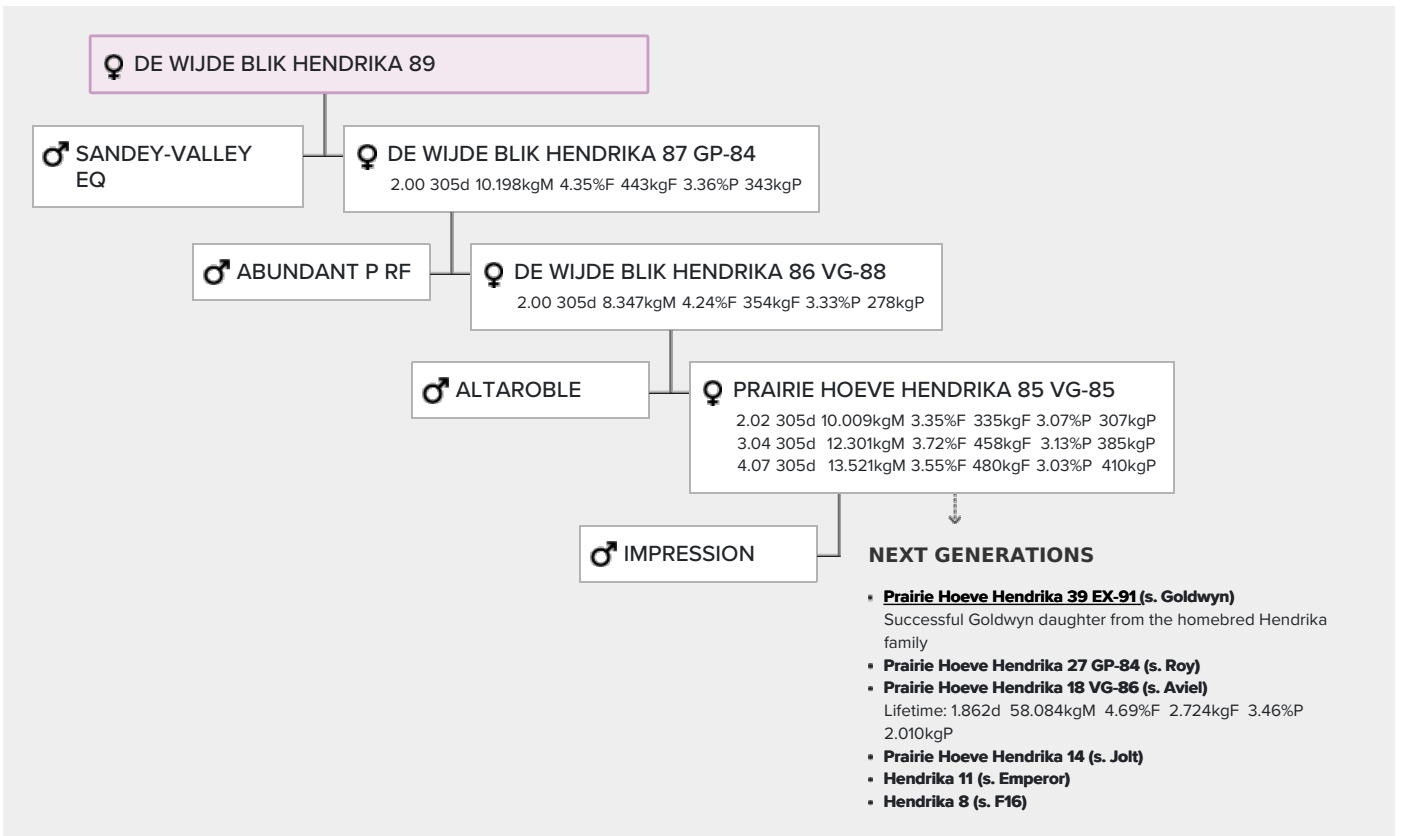 DE WIJDE BLIK HENDRIKA 89
SANDEY-VALLEY
EQ
DE WIJDE BLIK HENDRIKA 87 GP-84
2.00 305d 10.198kgM 4.35%F 443kgF 3.36%P 343kgP
ABUNDANT P RF
DE WIJDE BLIK HENDRIKA 86 VG-88
2.00 305d 8.347kgM 4.24%F 354kgF 3.33%P 278kgP
ALTAROBLE
PRAIRIE HOEVE HENDRIKA 85 VG-85
2.02 305d 10.009kgM 3.35%F 335kgF 3.07%P 307kgP
3.04 305d 12.301kgM 3.72%F 458kgF 3.13%P 385kgP
4.07 305d 13.521kgM 3.55%F 480kgF 3.03%P 410kgP
IMPRESSION
NEXT GENERATIONS
Prairie Hoeve Hendrika 39 EX-91 (s. Goldwyn)
Successful Goldwyn daughter from the homebred Hendrika
family
Prairie Hoeve Hendrika 27 GP-84 (s. Roy)
Prairie Hoeve Hendrika 18 VG-86 (s. Aviel)
Lifetime: 1.862d 58.084kgM 4.69%F 2.724kgF 3.46%P
2.010kgP
Prairie Hoeve Hendrika 14 (s. Jolt)
Hendrika 11 (s. Emperor)
Hendrika 8 (s. F16)